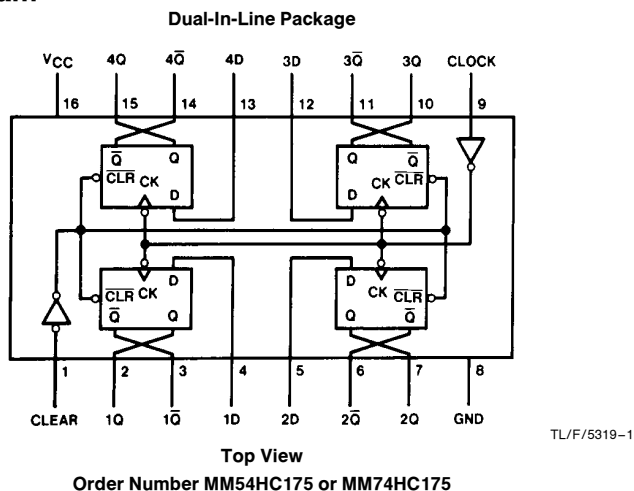 Dual-In-Line Package
VCC 4Q 4Q̅ 4D 3D 3Q̅ 3Q CLOCK
16 15 14 13 12 11 10 9
Q̅ Q Q Q̅
CLR̅ CK CK CLR̅
D D
D D
CLR̅ CK CK CLR̅
Q̅ Q Q Q̅
1 2 3 4 5 6 7 8
CLEAR 1Q 1Q̅ 1D 2D 2Q̅ 2Q GND
TL/F/5319–1
Top View
Order Number MM54HC175 or MM74HC175